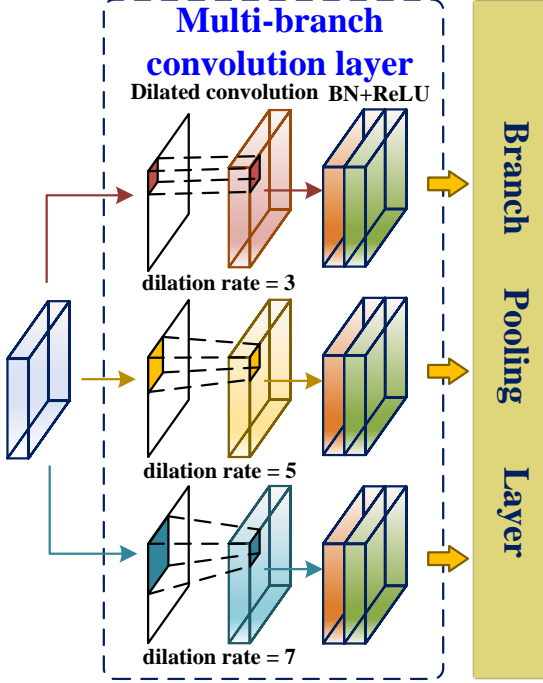 Multi-branch
convolution layer
Dilated convolution BN+ReLU
dilation rate = 3
dilation rate = 5
dilation rate = 7
Branch Pooling Layer